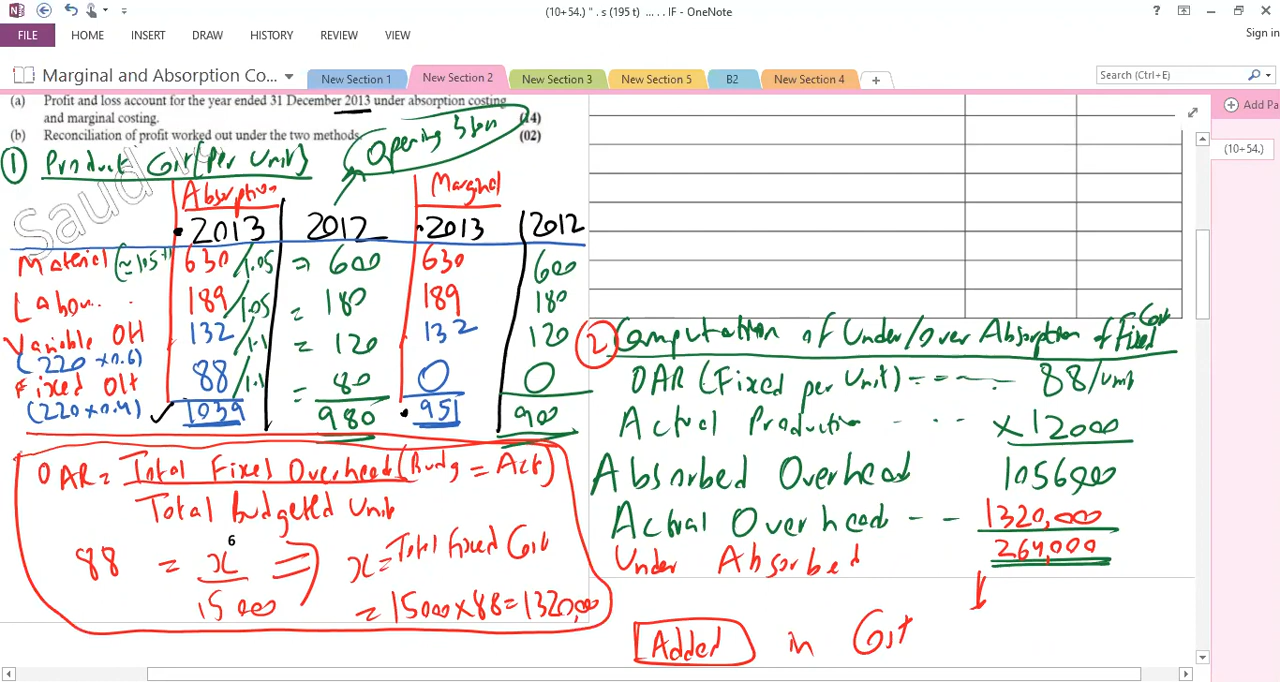 (10+54.) " . s (195 t) ... . . IF - OneNote
FILE HOME INSERT DRAW HISTORY REVIEW VIEW
Sign in
Marginal and Absorption Co...
New Section 1 New Section 2 New Section 3 New Section 5 B2 New Section 4 +
Search (Ctrl+E)
Add Pa
(10+54.)
(a) Profit and loss account for the year ended 31 December 2013 under absorption costing
and marginal costing. (14)
(b) Reconciliation of profit worked out under the two methods. (02)
Opening
1 Product Cost (Per Unit)
Absorption Marginal
2013 2012 2013 2012
Material 630/1.05 = 600 630 600
189/1.05 = 180 189 180
Variable OH 132/1.1 = 120 132 120
(220 x 0.6)
Fixed OH 88/1.1 = 80 0 0
(220 x 0.4) 1039 980 951 900
OAR = Total Fixed Overhead (Budg = Act)
Total Budgeted Unit
88 = x
15000
6
=> x = Total Fixed Cost
= 15000 x 88 = 1320,000
2 Computation of Under/Over Absorption of Fixed Cost
OAR (Fixed per Unit) - - - - 88/unit
Actual Production - - - x 12000
Absorbed Overhead 1056000
Actual Overhead - - 1320,000
Under Absorbed 264,000
Added in Cost